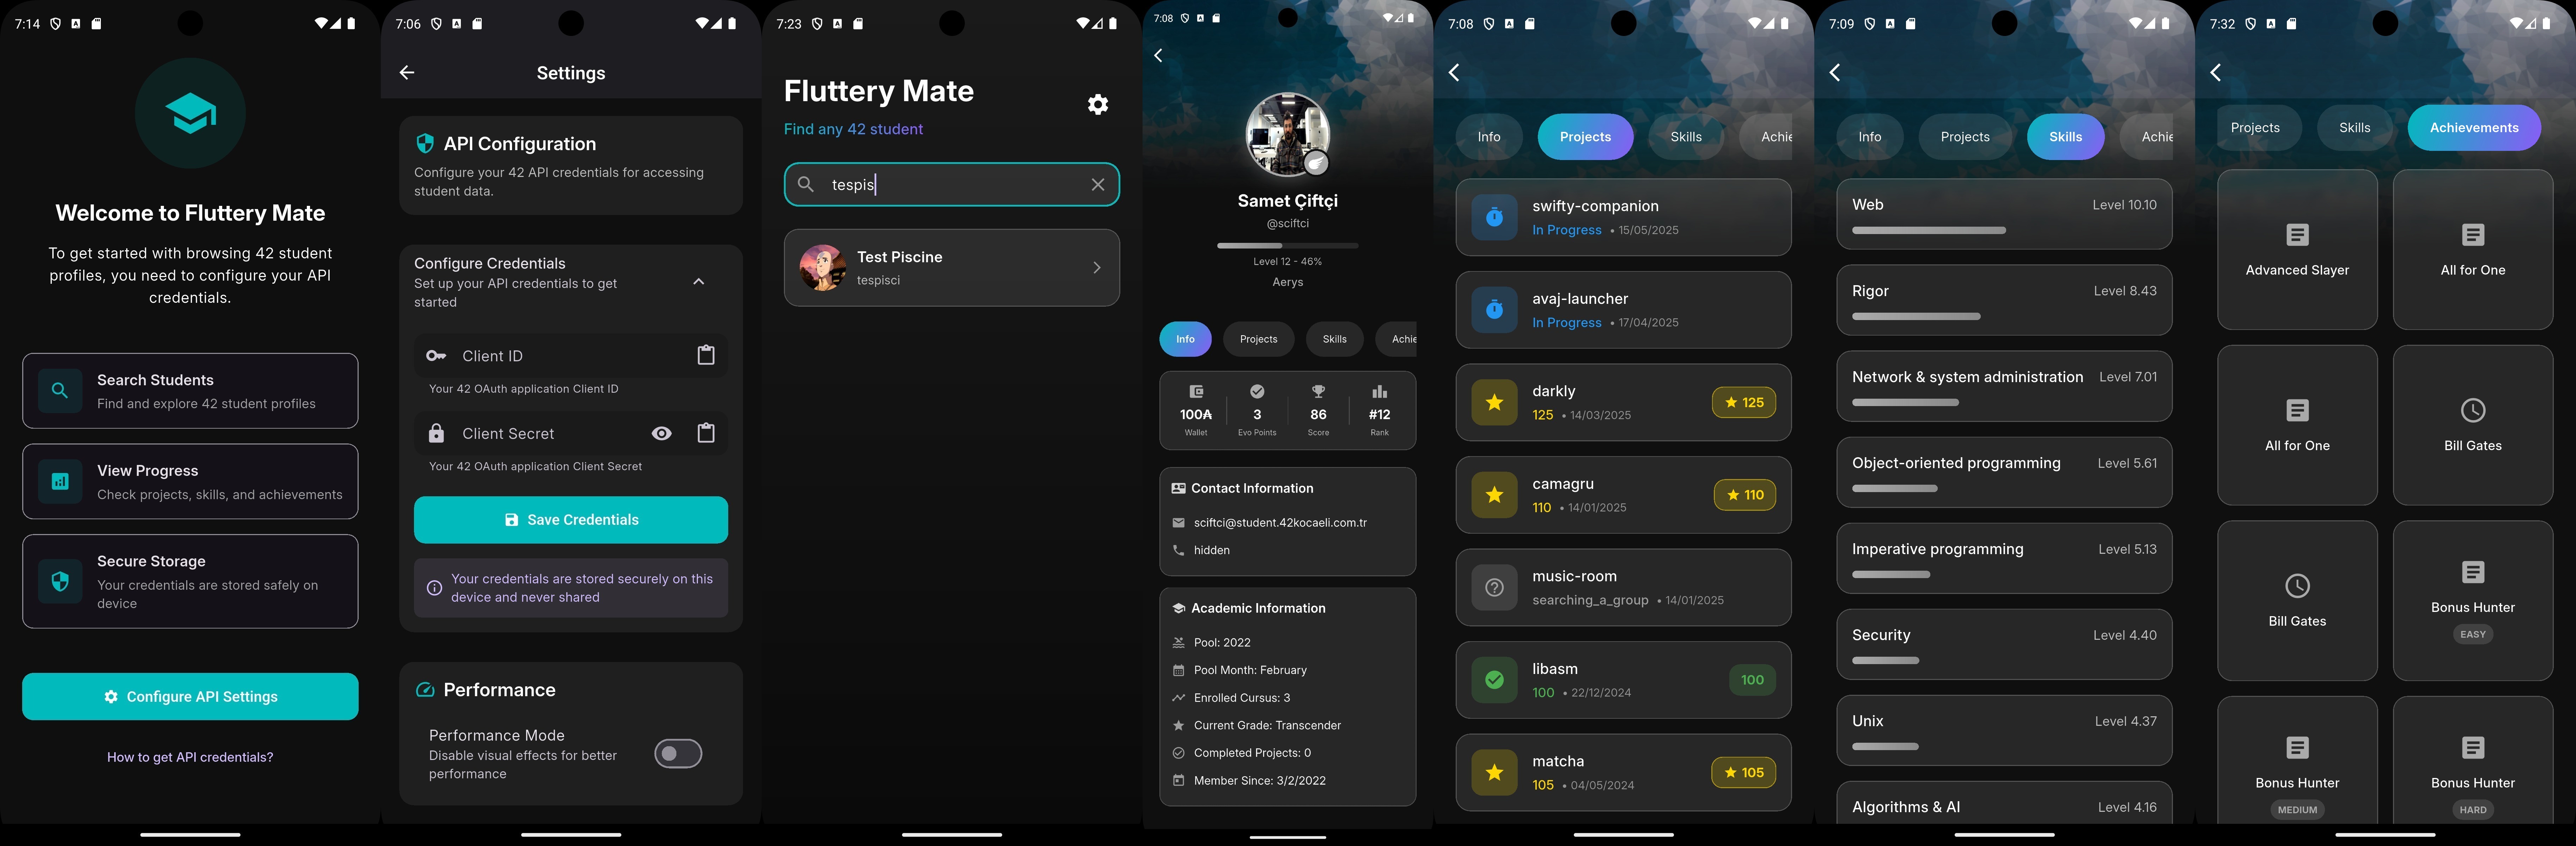 7:14
Welcome to Fluttery Mate
To get started with browsing 42 student
profiles, you need to configure your API
credentials.
Search Students
Find and explore 42 student profiles
View Progress
Check projects, skills, and achievements
Secure Storage
Your credentials are stored safely on
device
Configure API Settings
How to get API credentials?
7:06
Settings
API Configuration
Configure your 42 API credentials for accessing
student data.
Configure Credentials
Set up your API credentials to get
started
Client ID
Your 42 OAuth application Client ID
Client Secret
Your 42 OAuth application Client Secret
Save Credentials
Your credentials are stored securely on this
device and never shared
Performance
Performance Mode
Disable visual effects for better
performance
7:23
Fluttery Mate
Find any 42 student
tespis
Test Piscine
tespisci
7:08
Samet Çiftçi
@sciftci
Level 12 - 46%
Aerys
Info Projects Skills Achie
100₳ 3 86 #12
Wallet Evo Points Score Rank
Contact Information
sciftci@student.42kocaeli.com.tr
hidden
Academic Information
Pool: 2022
Pool Month: February
Enrolled Cursus: 3
Current Grade: Transcender
Completed Projects: 0
Member Since: 3/2/2022
7:08
Info Projects Skills Achie
swifty-companion
In Progress • 15/05/2025
avaj-launcher
In Progress • 17/04/2025
darkly
125 • 14/03/2025
125
camagru
110 • 14/01/2025
110
music-room
searching_a_group • 14/01/2025
libasm
100 • 22/12/2024
100
matcha
105 • 04/05/2024
105
7:09
Info Projects Skills Achie
Web Level 10.10
Rigor Level 8.43
Network & system administration Level 7.01
Object-oriented programming Level 5.61
Imperative programming Level 5.13
Security Level 4.40
Unix Level 4.37
Algorithms & AI Level 4.16
7:32
Projects Skills Achievements
Advanced Slayer All for One
All for One Bill Gates
Bill Gates Bonus Hunter
EASY
Bonus Hunter Bonus Hunter
MEDIUM HARD